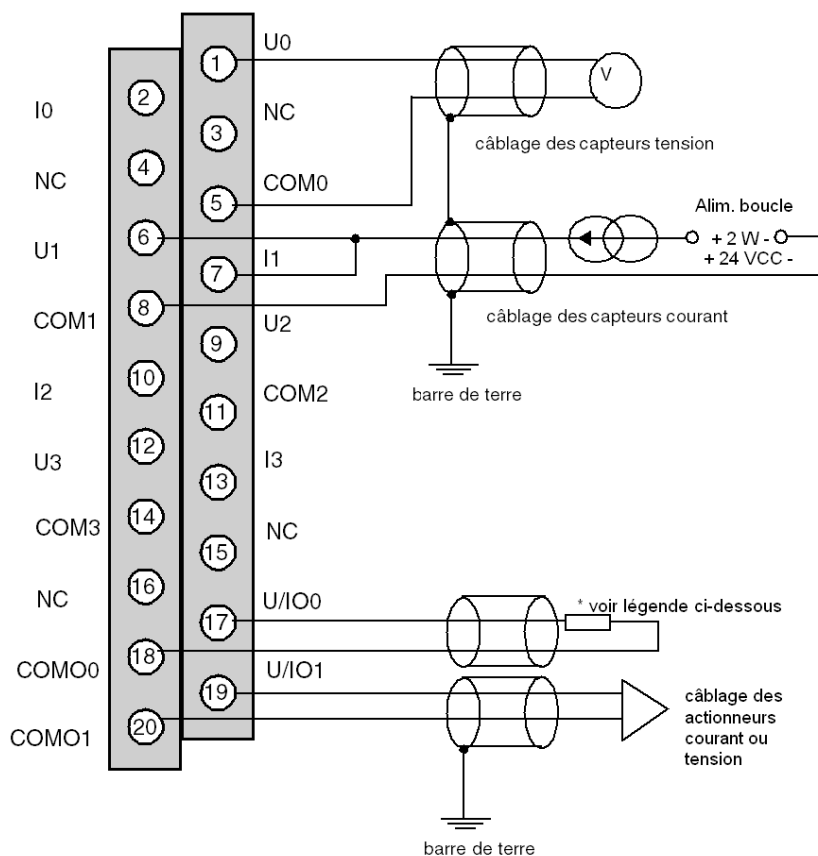 U0
1
V
2
I0
NC
3
câblage des capteurs tension
4
NC
COM0
5
Alim. boucle
6
U1
+ 2 W -
I1
+ 24 VCC -
7
8
COM1
U2
câblage des capteurs courant
9
10
I2
COM2
barre de terre
11
12
U3
I3
13
14
COM3
NC
15
16
NC
U/IO0
* voir légende ci-dessous
17
18
COMO0
U/IO1
19
câblage des
actionneurs
courant ou
tension
20
COMO1
barre de terre